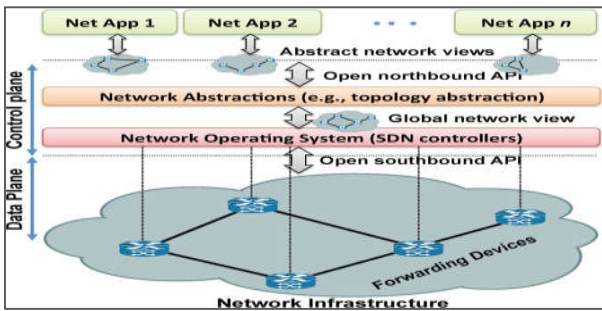 Net App 1
Net App 2
Net App n
Abstract network views
Open northbound API
Network Abstractions (e.g., topology abstraction)
Global network view
Network Operating System (SDN controllers)
Open southbound API
Control plane
Data Plane
Forwarding Devices
Network Infrastructure